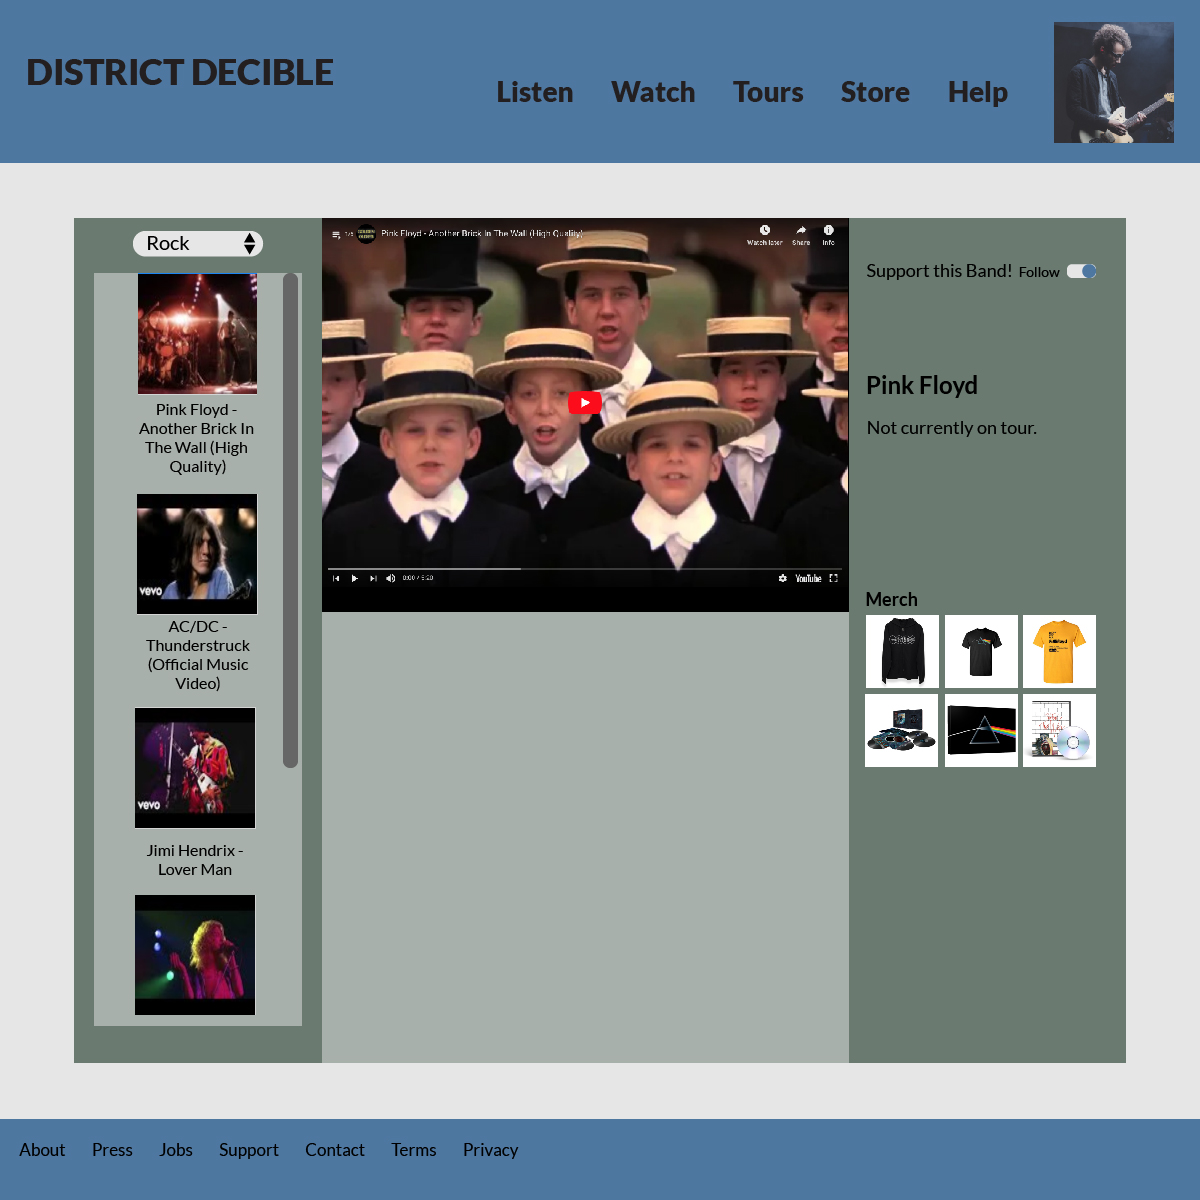 DISTRICT DECIBLE
Listen Watch Tours Store Help
Rock
Pink Floyd -
Another Brick In
The Wall (High
Quality)
vevo
AC/DC -
Thunderstruck
(Official Music
Video)
vevo
Jimi Hendrix -
Lover Man
Pink Floyd - Another Brick In The Wall (High Quality)
Watch later Share Info
0:00 / 5:20
YouTube
Support this Band! Follow
Pink Floyd
Not currently on tour.
Merch
About Press Jobs Support Contact Terms Privacy